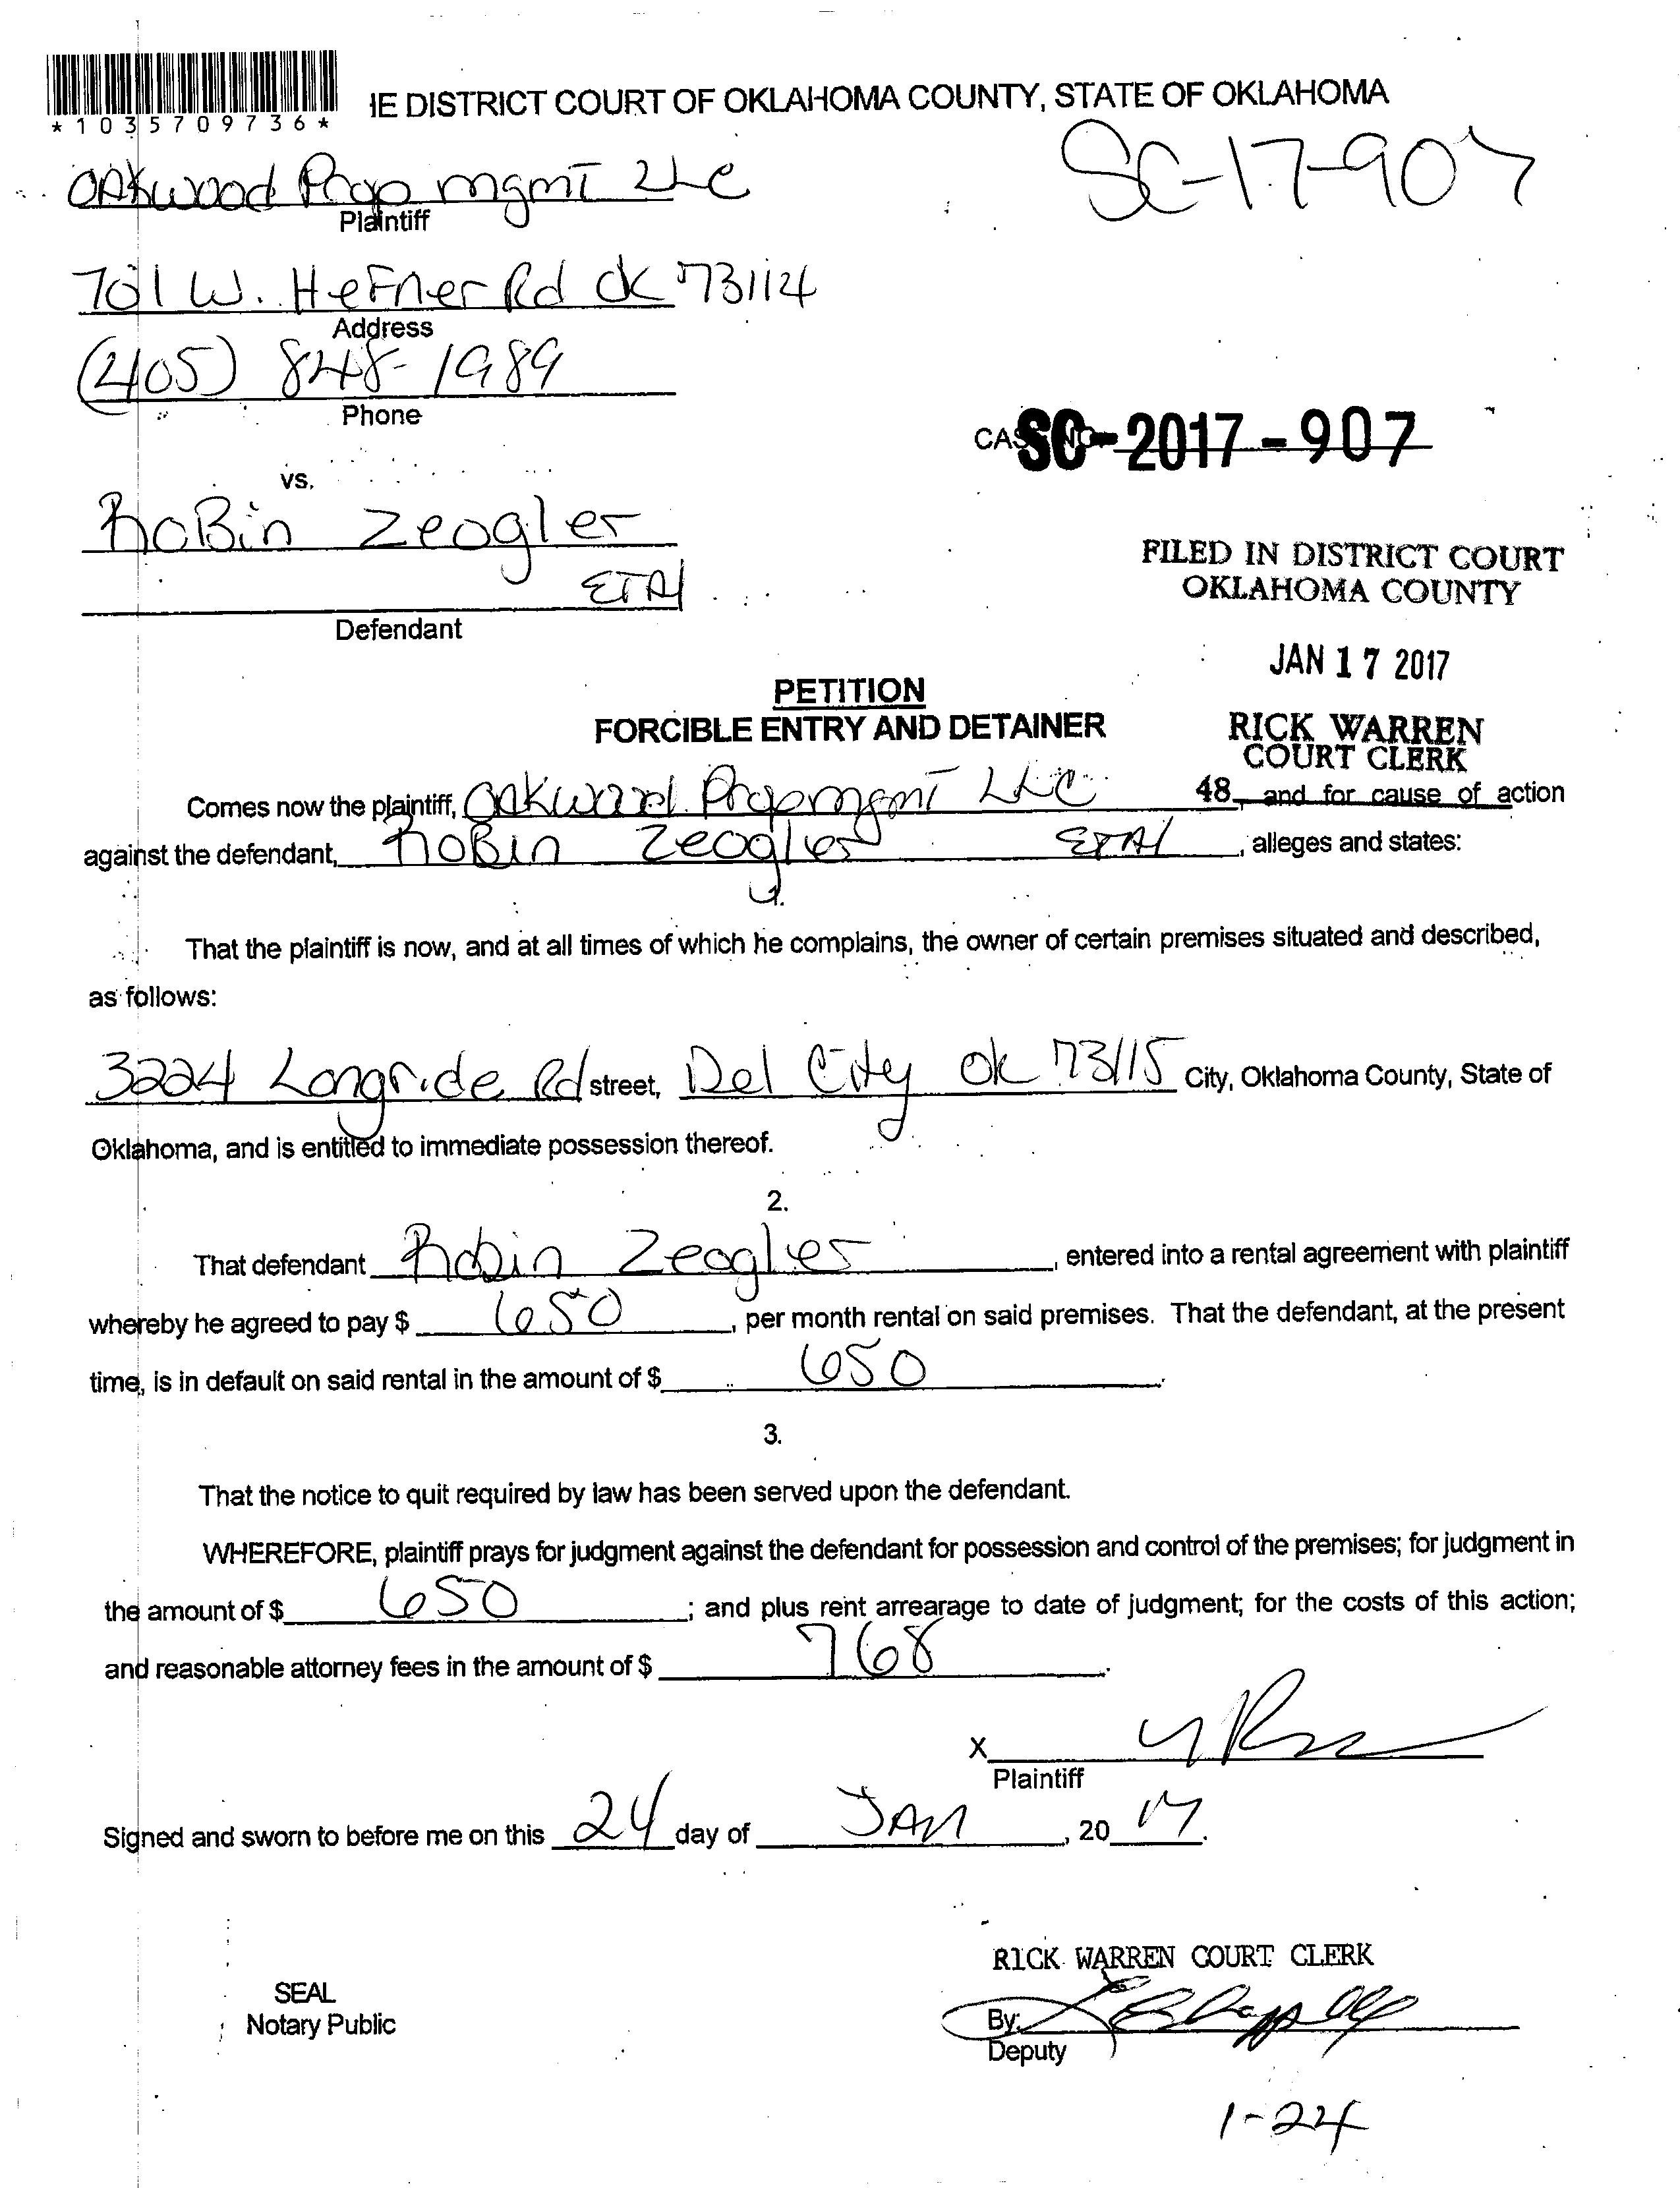 *1035709736*
IE DISTRICT COURT OF OKLAHOMA COUNTY, STATE OF OKLAHOMA
SC-17-907
OAkwood Prop mgmt LLC
Plaintiff
701 W. HeFner Rd ok 73114
Address
(405) 848-1989
Phone
SC-2017-907
vs.
RoBin Zeogler
ETAl
Defendant
FILED IN DISTRICT COURT
OKLAHOMA COUNTY
JAN 17 2017
RICK WARREN
COURT CLERK
48
PETITION
FORCIBLE ENTRY AND DETAINER
Comes now the plaintiff, OAkwood Prop mgmt LLC, and for cause of action
against the defendant, RoBin Zeogler ETAl, alleges and states:
1.
That the plaintiff is now, and at all times of which he complains, the owner of certain premises situated and described,
as follows:
3224 Longride Rd street, Del City ok 73115 City, Oklahoma County, State of
Oklahoma, and is entitled to immediate possession thereof.
2.
That defendant Robin Zeogler, entered into a rental agreement with plaintiff
whereby he agreed to pay $ 650, per month rental on said premises. That the defendant, at the present
time, is in default on said rental in the amount of $ 650.
3.
That the notice to quit required by law has been served upon the defendant.
WHEREFORE, plaintiff prays for judgment against the defendant for possession and control of the premises; for judgment in
the amount of $ 650; and plus rent arrearage to date of judgment; for the costs of this action;
and reasonable attorney fees in the amount of $ 768.
X
Plaintiff
Signed and sworn to before me on this 24 day of JAN, 20 17.
RICK WARREN COURT CLERK
SEAL
Notary Public
By:
Deputy
1-24